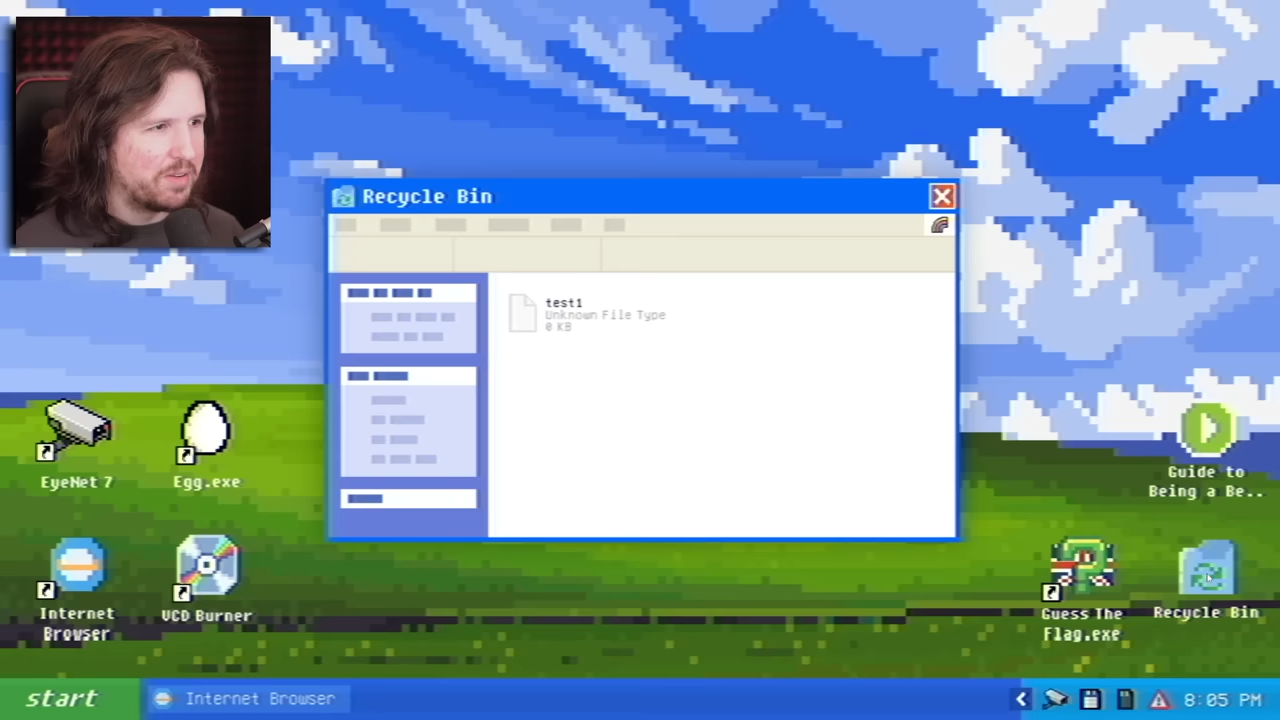 Recycle Bin
test1
Unknown File Type
0 KB
EyeNet 7
Egg.exe
Guide to
Being a Be..
Internet
Browser
VCD Burner
Guess The
Flag.exe
Recycle Bin
start
Internet Browser
8:05 PM